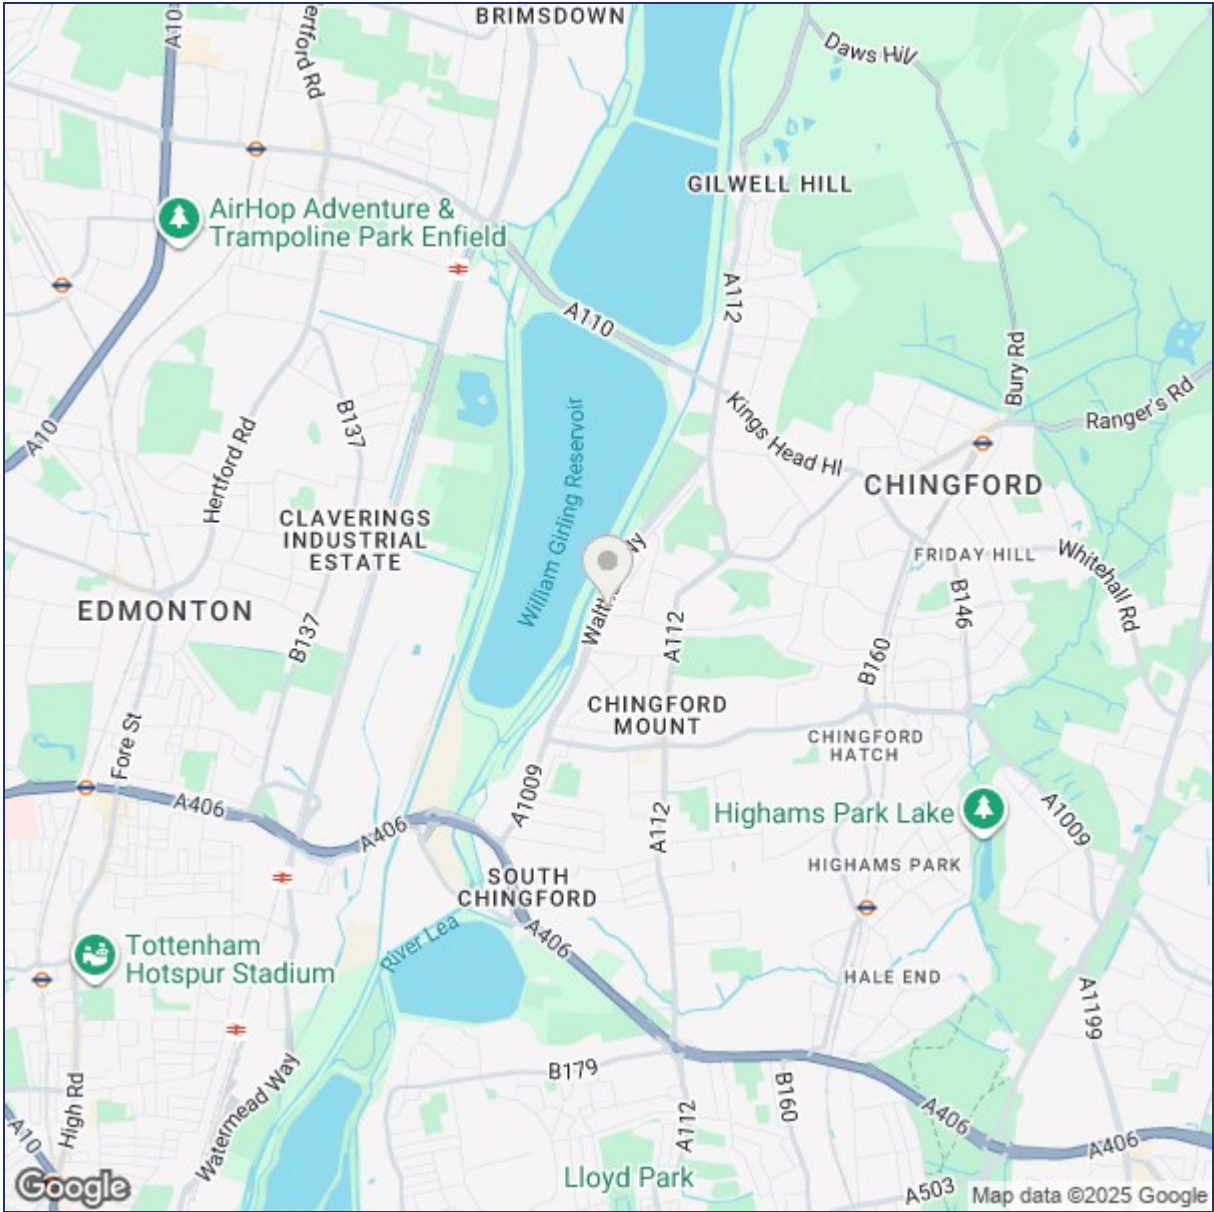 BRIMSDOWN
A10
Hertford Rd
Daws Hill
GILWELL HILL
AirHop Adventure &
Trampoline Park Enfield
A112
A110
Bury Rd
Ranger's Rd
A10
B137
Hertford Rd
Kings Head Hl
CHINGFORD
William Girling Reservoir
CLAVERINGS
INDUSTRIAL
ESTATE
FRIDAY HILL
Whitehall Rd
B146
EDMONTON
B137
A112
B160
CHINGFORD
MOUNT
CHINGFORD
HATCH
Fore St
A406
A406
A1009
A112
Highams Park Lake
A1009
HIGHAMS PARK
SOUTH
CHINGFORD
River Lea
A406
Tottenham
Hotspur Stadium
HALE END
A1199
B179
High Rd
Watermead Way
A10
A112
B160
A406
A406
Lloyd Park
A503
Google
Map data ©2025 Google